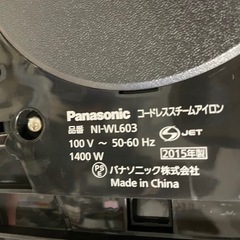 Panasonic コードレススチームアイロン
品番 NI-WL603
100 V ~ 50-60 Hz
1400 W
S JET
2015年製
PS E パナソニック株式会社
Made in China